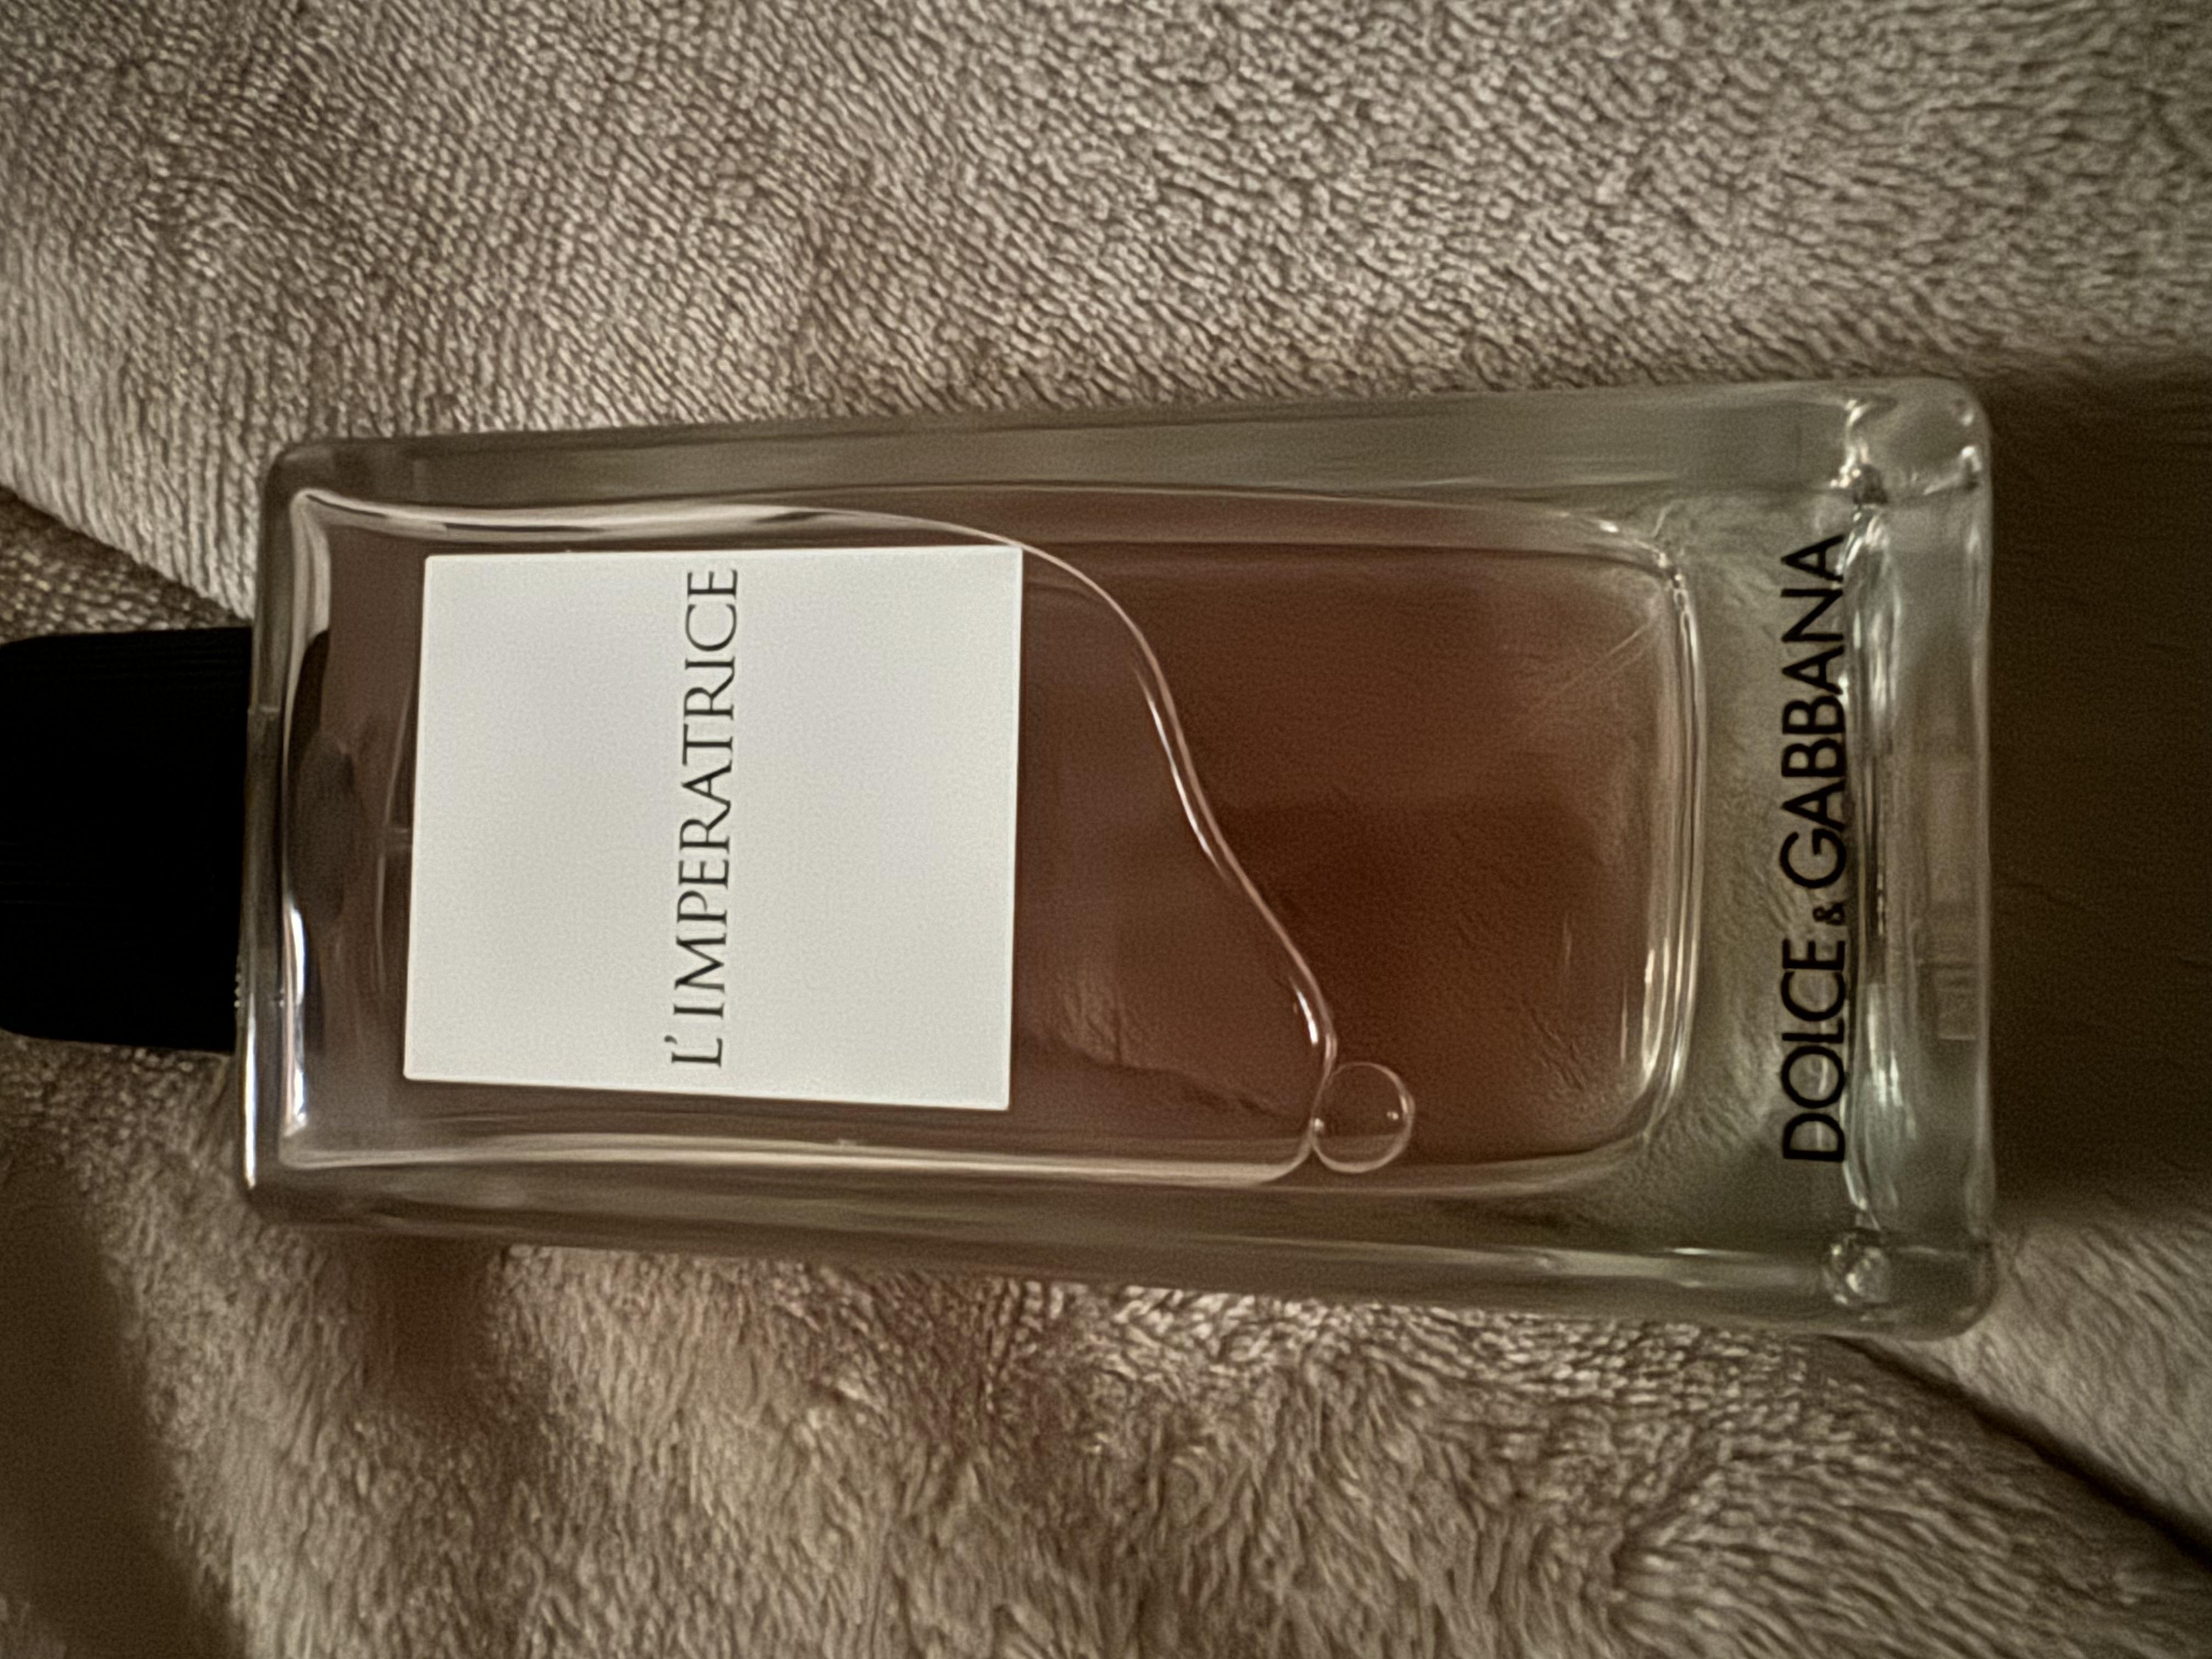 L'IMPERATRICE
DOLCE & GABBANA